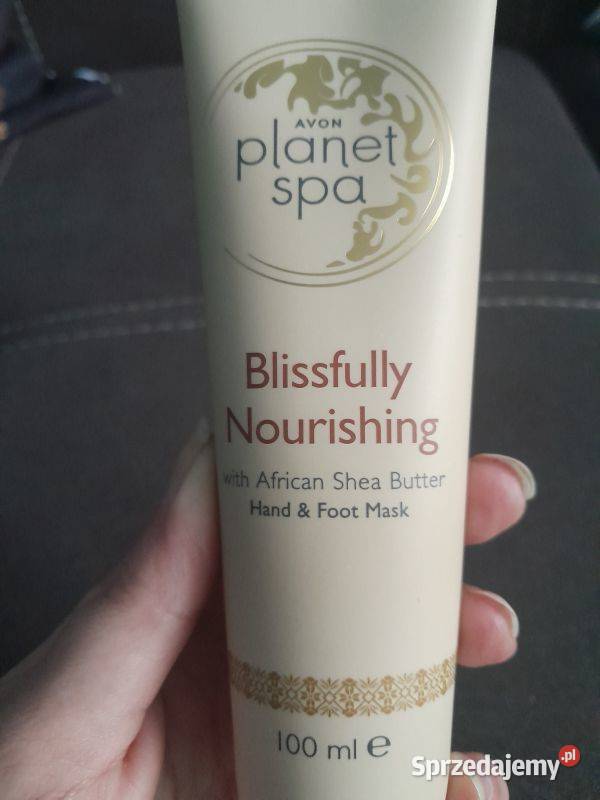 AVON
planet
spa
Blissfully
Nourishing
with African Shea Butter
Hand & Foot Mask
100 ml ℮
Sprzedajemy.pl